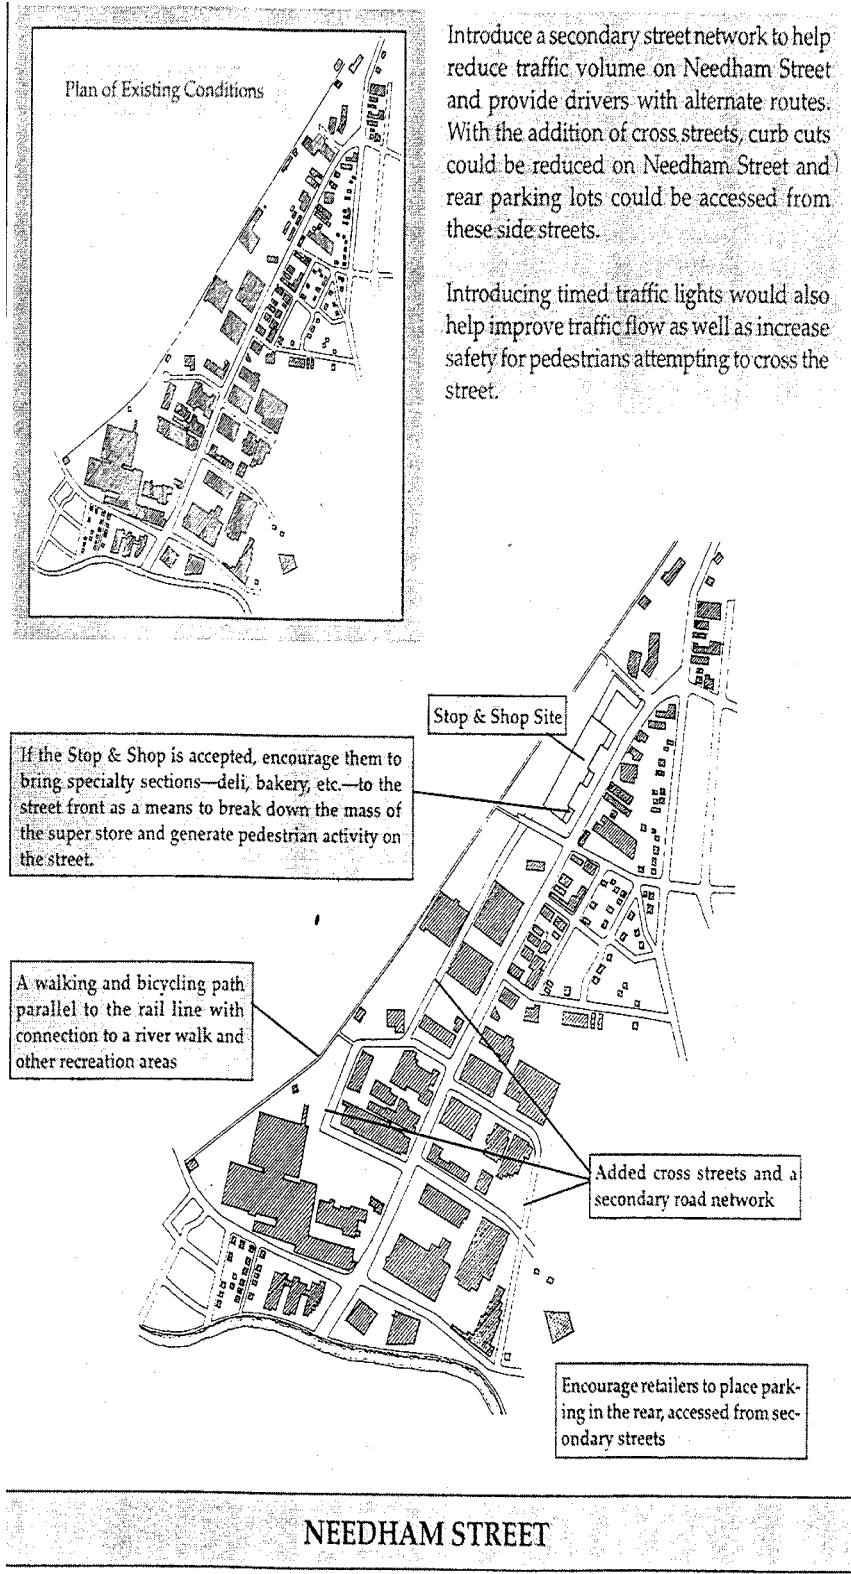 Plan of Existing Conditions
Introduce a secondary street network to help
reduce traffic volume on Needham Street
and provide drivers with alternate routes.
With the addition of cross streets, curb cuts
could be reduced on Needham Street and
rear parking lots could be accessed from
these side streets.
Introducing timed traffic lights would also
help improve traffic flow as well as increase
safety for pedestrians attempting to cross the
street.
Stop & Shop Site
If the Stop & Shop is accepted, encourage them to
bring specialty sections—deli, bakery, etc.—to the
street front as a means to break down the mass of
the super store and generate pedestrian activity on
the street.
A walking and bicycling path
parallel to the rail line with
connection to a river walk and
other recreation areas
Added cross streets and a
secondary road network
Encourage retailers to place park-
ing in the rear, accessed from sec-
ondary streets
NEEDHAM STREET